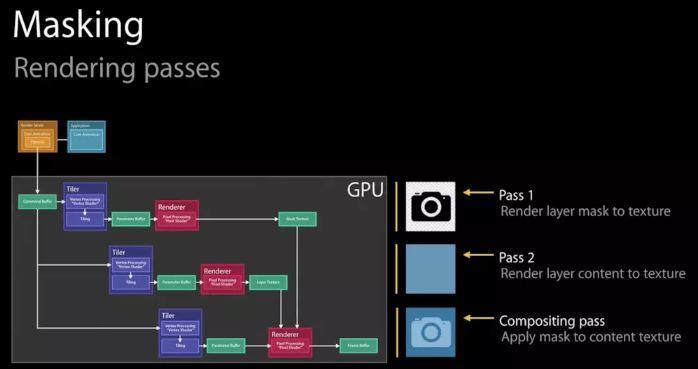 Masking
Rendering passes
Render Server
Application
Core Animation
Core Animation
OpenGL
GPU
Command Buffer
Tiler
Vertex Processing
"Vertex Shader"
Tiling
Parameter Buffer
Renderer
Pixel Processing
"Pixel Shader"
Mask Texture
Pass 1
Render layer mask to texture
Tiler
Vertex Processing
"Vertex Shader"
Tiling
Parameter Buffer
Renderer
Pixel Processing
"Pixel Shader"
Layer Texture
Pass 2
Render layer content to texture
Tiler
Vertex Processing
"Vertex Shader"
Tiling
Parameter Buffer
Renderer
Pixel Processing
"Pixel Shader"
Frame Buffer
Compositing pass
Apply mask to content texture